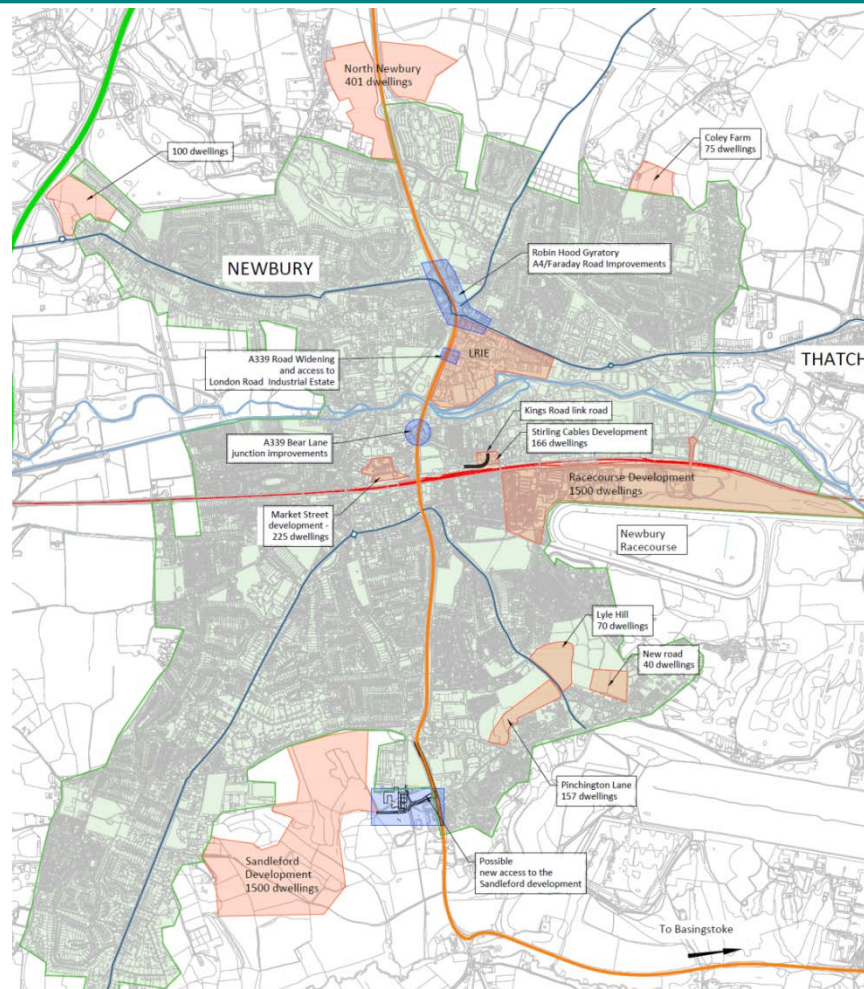 North Newbury
401 dwellings
100 dwellings
Coley Farm
75 dwellings
NEWBURY
Robin Hood Gyratory
A4/Faraday Road Improvements
A339 Road Widening
and access to
London Road Industrial Estate
LRIE
THATCH
Kings Road link road
Stirling Cables Development
166 dwellings
A339 Bear Lane
junction improvements
Racecourse Development
1500 dwellings
Market Street
development -
225 dwellings
Newbury
Racecourse
Lyle Hill
70 dwellings
New road
40 dwellings
Pinchington Lane
157 dwellings
Sandleford
Development
1500 dwellings
Possible
new access to the
Sandleford development
To Basingstoke